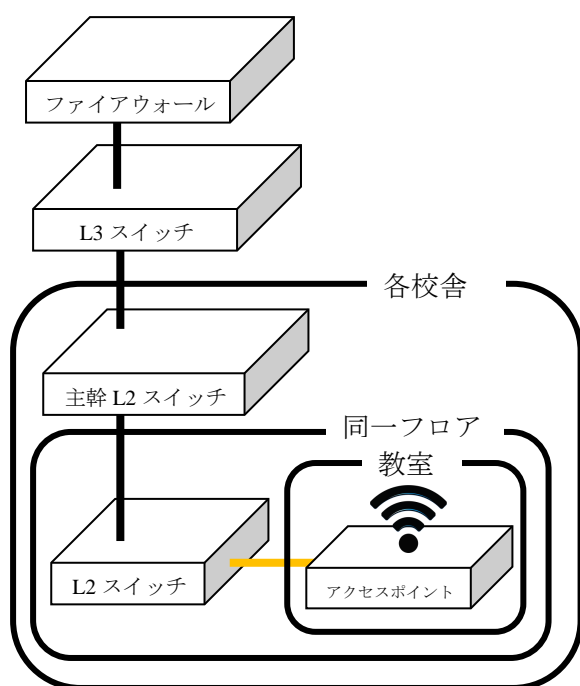 ファイアウォール
L3 スイッチ
各校舎
主幹 L2 スイッチ
同一フロア
教室
L2 スイッチ
アクセスポイント